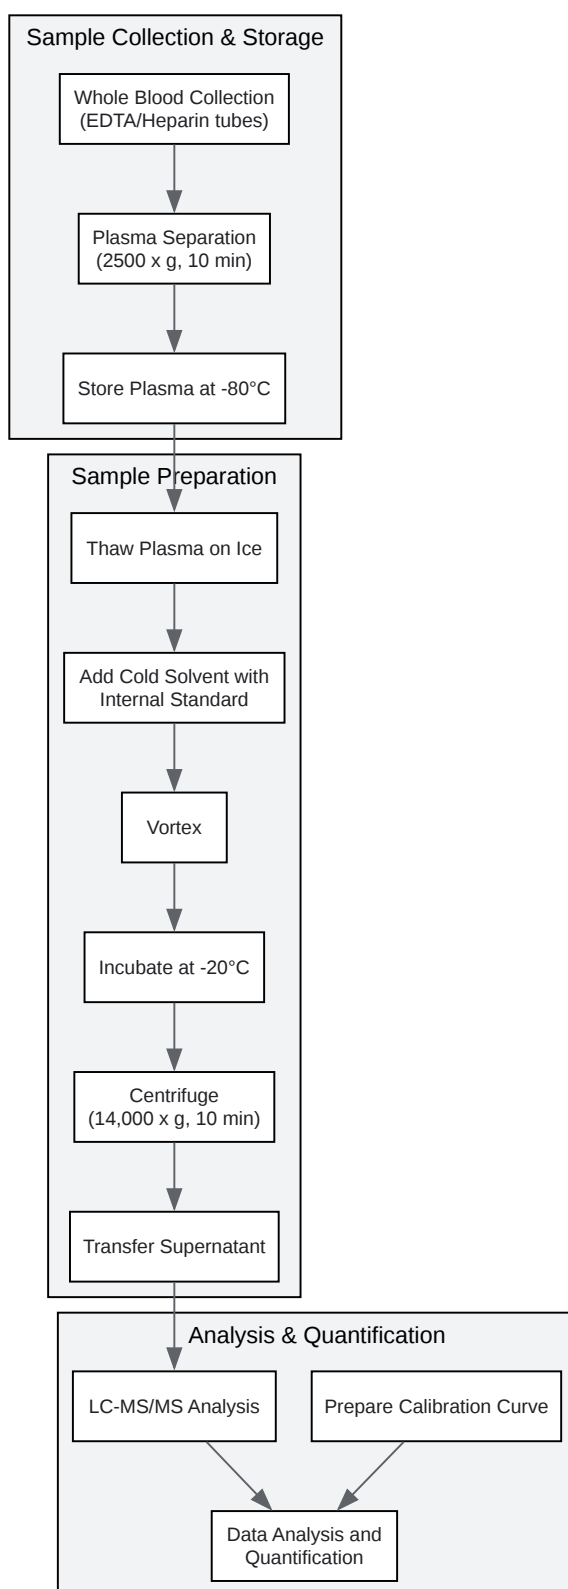 Sample Collection & Storage
Whole Blood Collection
(EDTA/Heparin tubes)
Plasma Separation
(2500 x g, 10 min)
Store Plasma at -80°C
Sample Preparation
Thaw Plasma on Ice
Add Cold Solvent with
Internal Standard
Vortex
Incubate at -20°C
Centrifuge
(14,000 x g, 10 min)
Transfer Supernatant
Analysis & Quantification
LC-MS/MS Analysis
Prepare Calibration Curve
Data Analysis and
Quantification